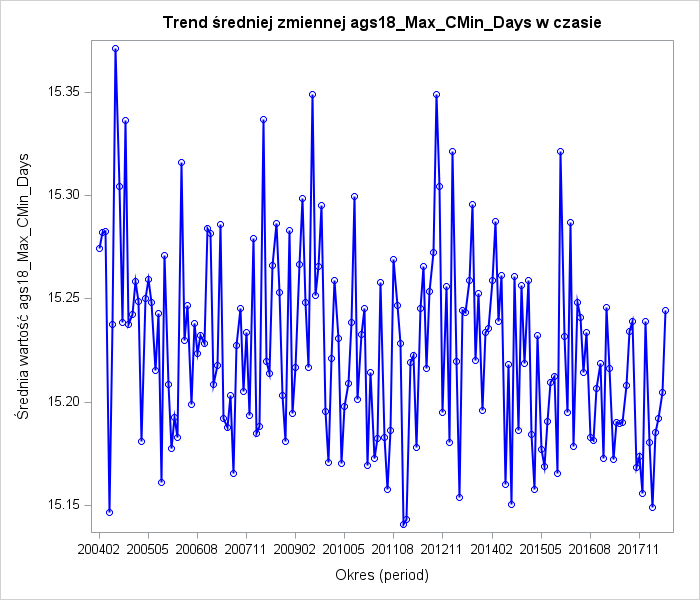 Trend średniej zmiennej ags18_Max_CMin_Days w czasie
Średnia wartość ags18_Max_CMin_Days
15.35
15.30
15.25
15.20
15.15
200402 200505 200608 200711 200902 201005 201108 201211 201402 201505 201608 201711
Okres (period)